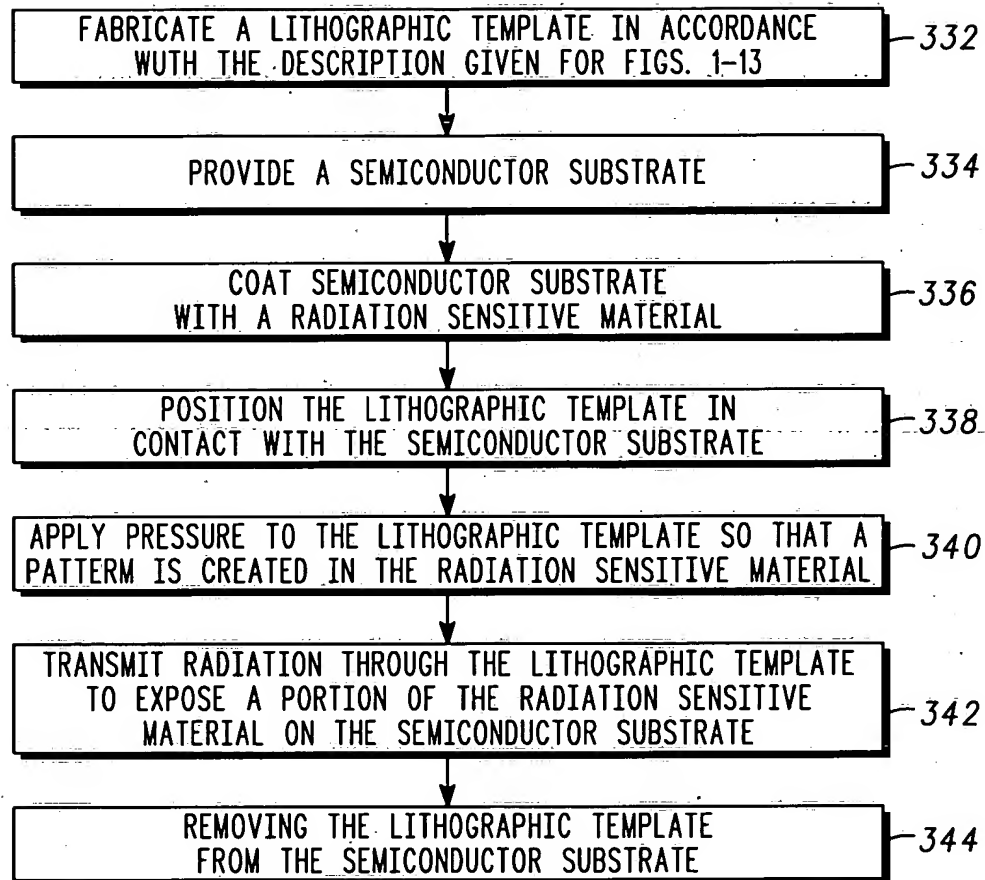 FABRICATE A LITHOGRAPHIC TEMPLATE IN ACCORDANCE
WUTH THE DESCRIPTION GIVEN FOR FIGS. 1-13
332
PROVIDE A SEMICONDUCTOR SUBSTRATE
334
COAT SEMICONDUCTOR SUBSTRATE
WITH A RADIATION SENSITIVE MATERIAL
336
POSITION THE LITHOGRAPHIC TEMPLATE IN
CONTACT WITH THE SEMICONDUCTOR SUBSTRATE
338
APPLY PRESSURE TO THE LITHOGRAPHIC TEMPLATE SO THAT A
PATTERM IS CREATED IN THE RADIATION SENSITIVE MATERIAL
340
TRANSMIT RADIATION THROUGH THE LITHOGRAPHIC TEMPLATE
TO EXPOSE A PORTION OF THE RADIATION SENSITIVE
MATERIAL ON THE SEMICONDUCTOR SUBSTRATE
342
REMOVING THE LITHOGRAPHIC TEMPLATE
FROM THE SEMICONDUCTOR SUBSTRATE
344